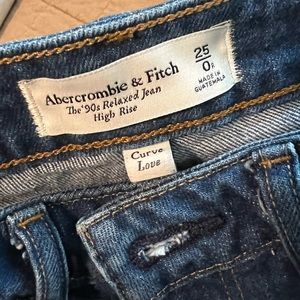 Abercrombie & Fitch
The '90s Relaxed Jean
High Rise
25
0R
MADE IN
GUATEMALA
Curve
LOVE